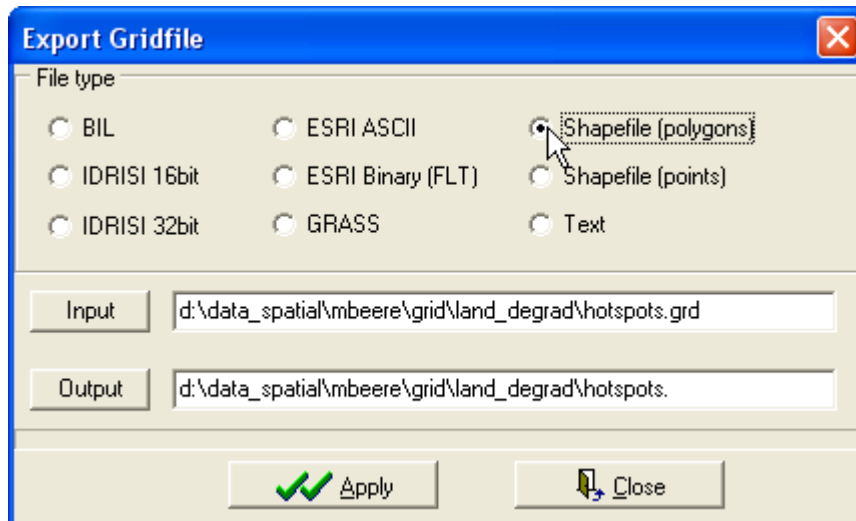 Export Gridfile
File type
BIL ESRI ASCII Shapefile (polygons)
IDRISI 16bit ESRI Binary (FLT) Shapefile (points)
IDRISI 32bit GRASS Text
Input d:\data_spatial\mbeere\grid\land_degrad\hotspots.grd
Output d:\data_spatial\mbeere\grid\land_degrad\hotspots.
Apply Close